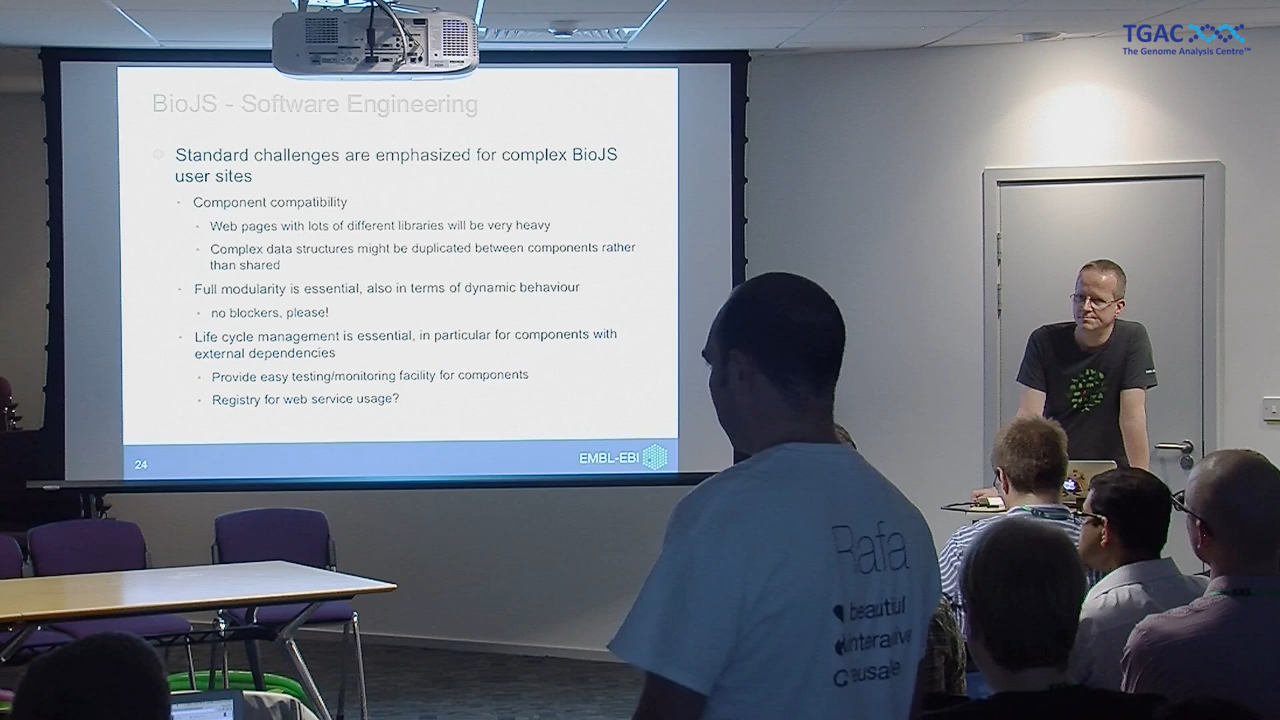 TGAC
The Genome Analysis Centre™
BioJS - Software Engineering
Standard challenges are emphasized for complex BioJS
user sites
Component compatibility
Web pages with lots of different libraries will be very heavy
Complex data structures might be duplicated between components rather
than shared
Full modularity is essential, also in terms of dynamic behaviour
no blockers, please!
Life cycle management is essential, in particular for components with
external dependencies
Provide easy testing/monitoring facility for components
Registry for web service usage?
24
EMBL-EBI
Rafa
beautiful
interactive
reusable